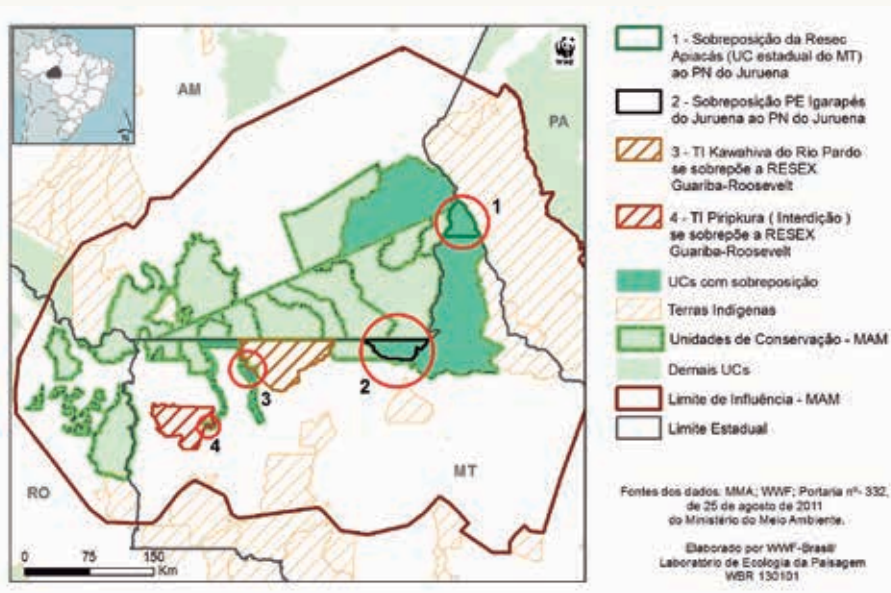 WWF
AM
PA
N
1
3
2
4
RO
MT
0 75 150
Km
1 - Sobreposição da Resec
Apiacás (UC estadual do MT)
ao PN do Juruena
2 - Sobreposição PE Igarapés
do Juruena ao PN do Juruena
3 - TI Kawahiva do Rio Pardo
se sobrepõe a RESEX
Guariba-Roosevelt
4 - TI Piripkura ( Interdição )
se sobrepõe a RESEX
Guariba-Roosevelt
UCs com sobreposição
Terras Indígenas
Unidades de Conservação - MAM
Demais UCs
Limite de Influência - MAM
Limite Estadual
Fontes dos dados: MMA; WWF; Portaria nº- 332,
de 25 de agosto de 2011
do Ministério do Meio Ambiente.
Elaborado por WWF-Brasil/
Laboratório de Ecologia da Paisagem
WBR 130101